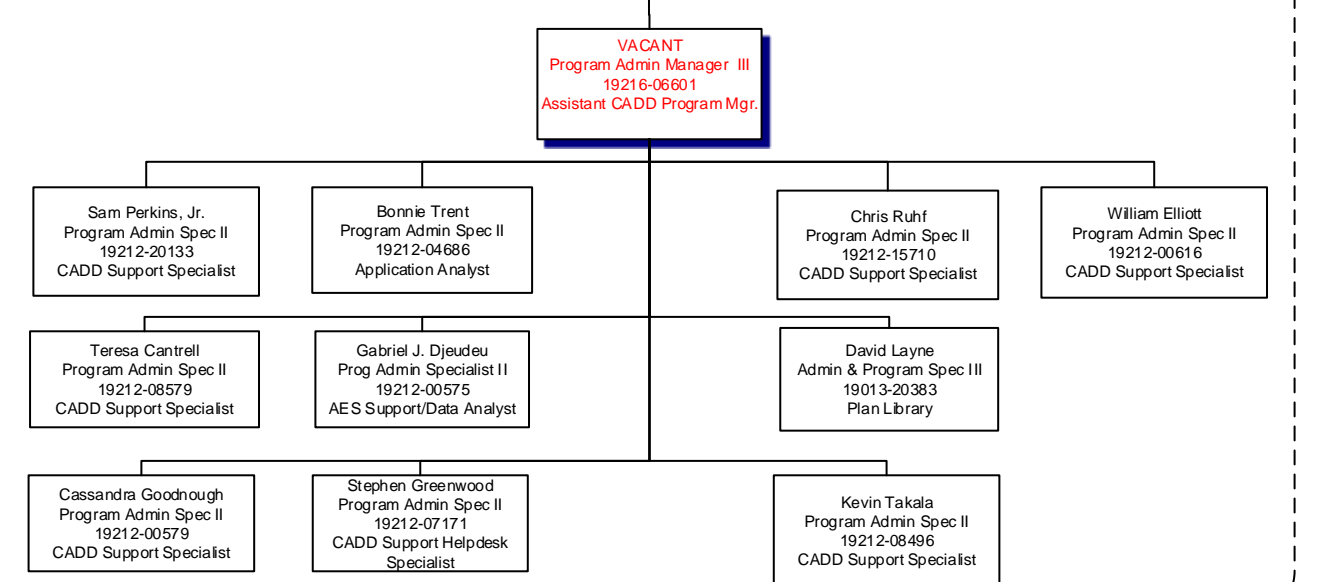 VACANT
Program Admin Manager III
19216-06601
Assistant CADD Program Mgr.
Sam Perkins, Jr.
Program Admin Spec II
19212-20133
CADD Support Specialist
Bonnie Trent
Program Admin Spec II
19212-04686
Application Analyst
Chris Ruhf
Program Admin Spec II
19212-15710
CADD Support Specialist
William Elliott
Program Admin Spec II
19212-00616
CADD Support Specialist
Teresa Cantrell
Program Admin Spec II
19212-08579
CADD Support Specialist
Gabriel J. Djeudeu
Prog Admin Specialist II
19212-00575
AES Support/Data Analyst
David Layne
Admin & Program Spec III
19013-20383
Plan Library
Cassandra Goodnough
Program Admin Spec II
19212-00579
CADD Support Specialist
Stephen Greenwood
Program Admin Spec II
19212-07171
CADD Support Helpdesk
Specialist
Kevin Takala
Program Admin Spec II
19212-08496
CADD Support Specialist